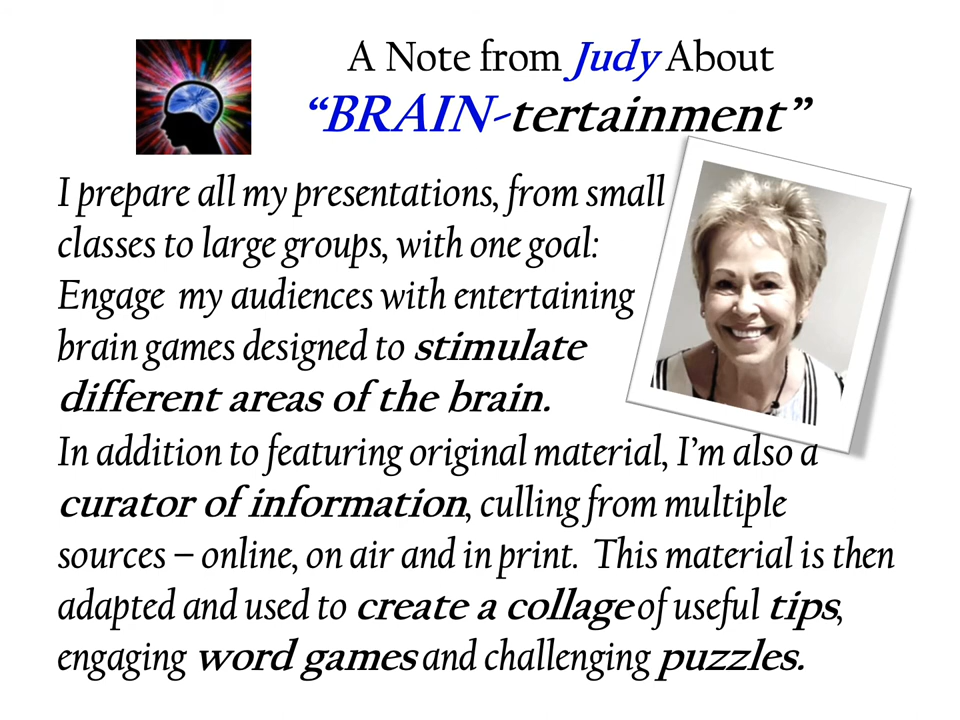 A Note from Judy About
“BRAIN-tertainment”
I prepare all my presentations, from small
classes to large groups, with one goal:
Engage  my audiences with entertaining
brain games designed to stimulate
different areas of the brain.
In addition to featuring original material, I’m also a
curator of information, culling from multiple
sources – online, on air and in print.  This material is then
adapted and used to create a collage of useful tips,
engaging word games and challenging puzzles.